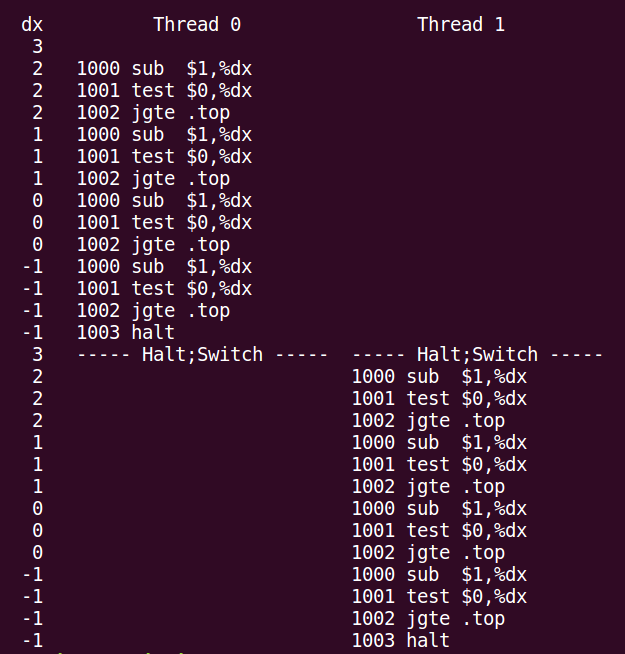 dx          Thread 0                Thread 1
 3
 2   1000 sub  $1,%dx
 2   1001 test $0,%dx
 2   1002 jgte .top
 1   1000 sub  $1,%dx
 1   1001 test $0,%dx
 1   1002 jgte .top
 0   1000 sub  $1,%dx
 0   1001 test $0,%dx
 0   1002 jgte .top
-1   1000 sub  $1,%dx
-1   1001 test $0,%dx
-1   1002 jgte .top
-1   1003 halt
 3   ----- Halt;Switch -----  ----- Halt;Switch -----
 2                            1000 sub  $1,%dx
 2                            1001 test $0,%dx
 2                            1002 jgte .top
 1                            1000 sub  $1,%dx
 1                            1001 test $0,%dx
 1                            1002 jgte .top
 0                            1000 sub  $1,%dx
 0                            1001 test $0,%dx
 0                            1002 jgte .top
-1                            1000 sub  $1,%dx
-1                            1001 test $0,%dx
-1                            1002 jgte .top
-1                            1003 halt